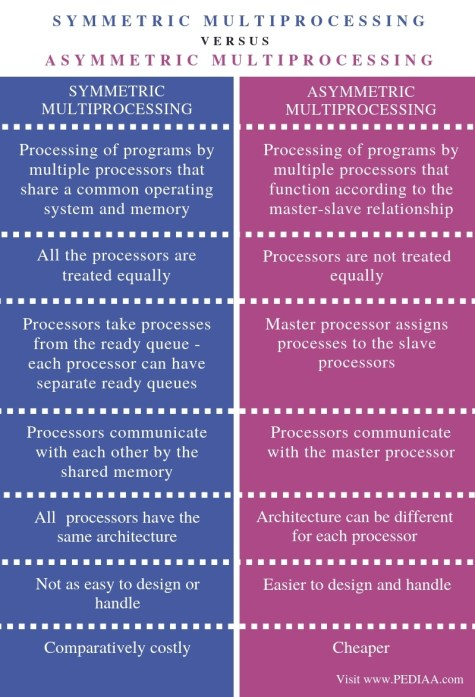 SYMMETRIC MULTIPROCESSING
VERSUS
ASYMMETRIC MULTIPROCESSING
SYMMETRIC
MULTIPROCESSING
ASYMMETRIC
MULTIPROCESSING
Processing of programs by
multiple processors that
share a common operating
system and memory
Processing of programs by
multiple processors that
function according to the
master-slave relationship
All the processors are
treated equally
Processors are not treated
equally
Processors take processes
from the ready queue -
each processor can have
separate ready queues
Master processor assigns
processes to the slave
processors
Processors communicate
with each other by the
shared memory
Processors communicate
with the master processor
All processors have the
same architecture
Architecture can be different
for each processor
Not as easy to design or
handle
Easier to design and handle
Comparatively costly
Cheaper
Visit www.PEDIAA.com